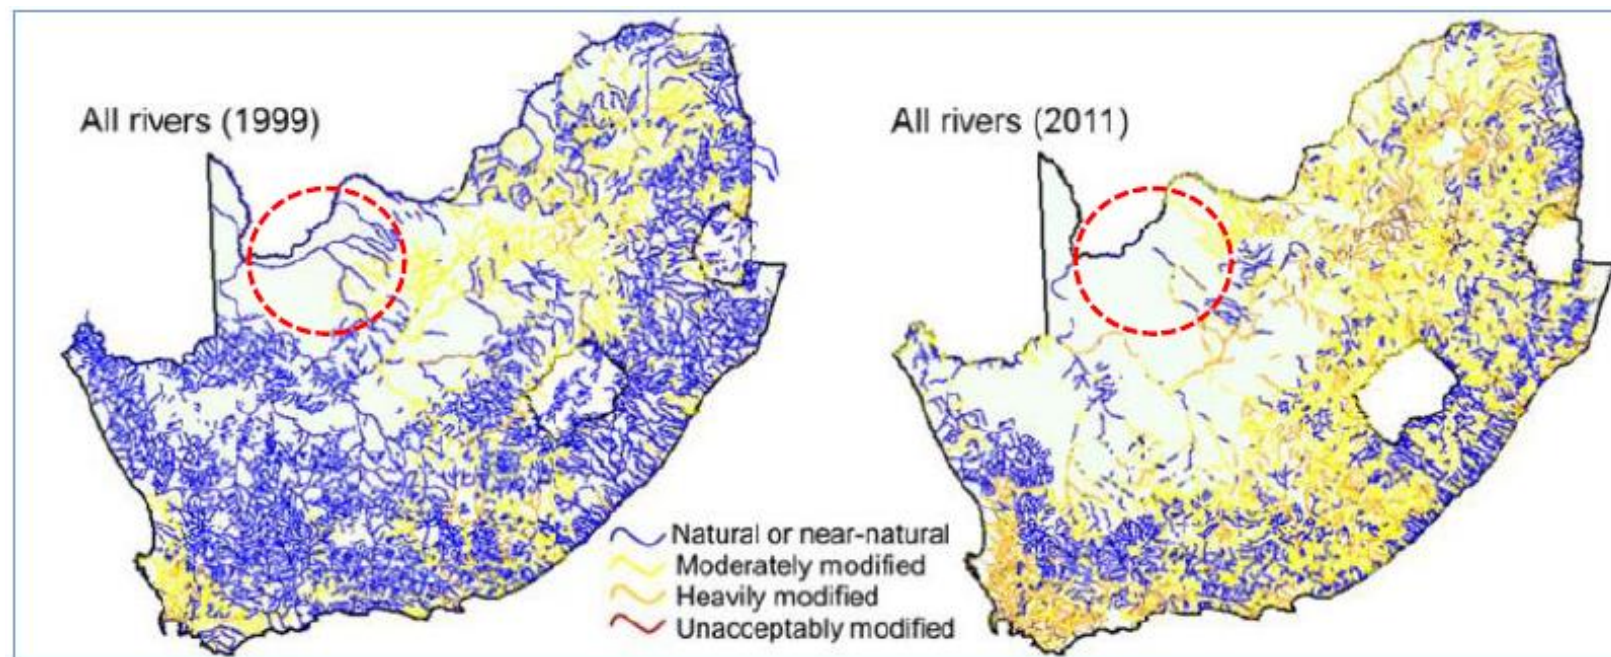 All rivers (1999)
All rivers (2011)
Natural or near-natural
Moderately modified
Heavily modified
Unacceptably modified